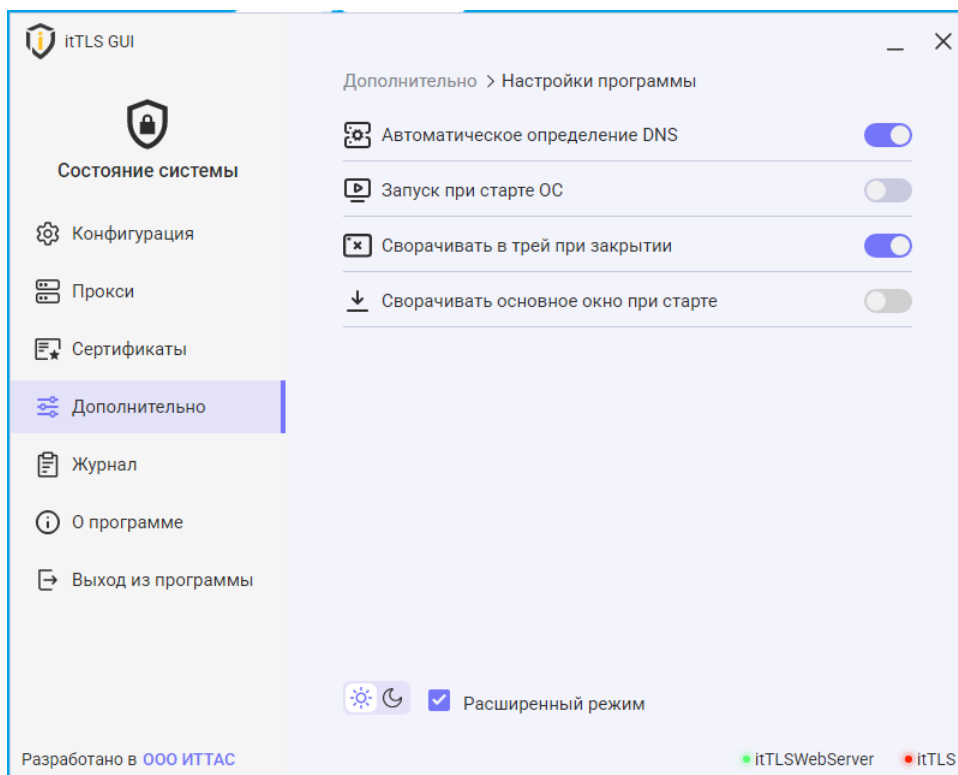 itTLS GUI
Состояние системы
Конфигурация
Прокси
Сертификаты
Дополнительно
Журнал
О программе
Выход из программы
Разработано в ООО ИТТАС
Дополнительно > Настройки программы
Автоматическое определение DNS
Запуск при старте ОС
Сворачивать в трей при закрытии
Сворачивать основное окно при старте
Расширенный режим
itTLSWebServer itTLS